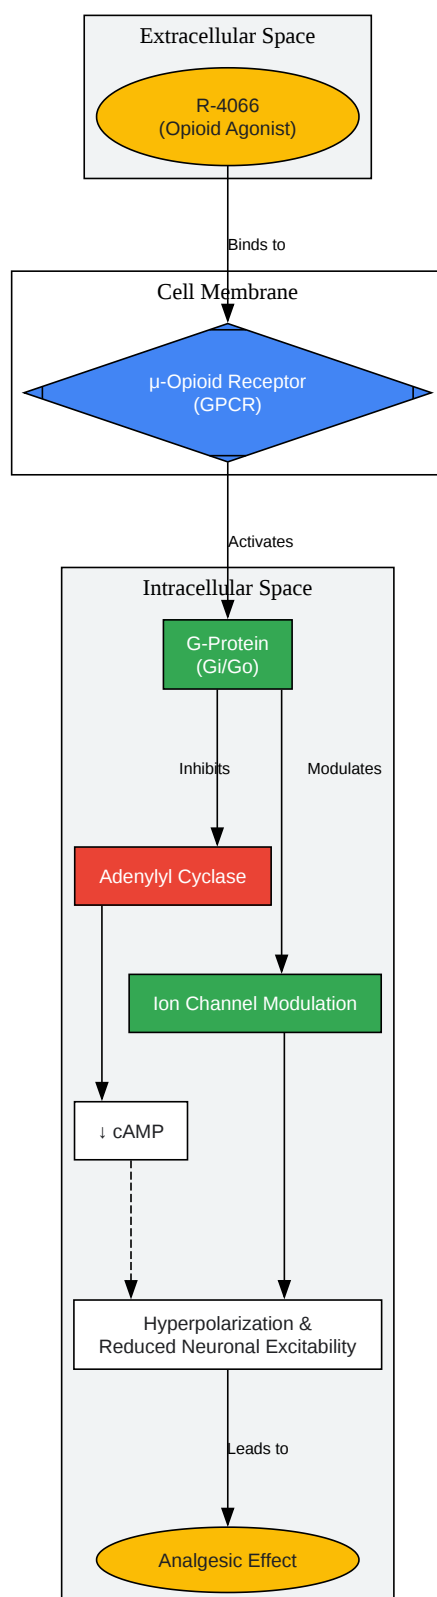 Extracellular Space
R-4066
(Opioid Agonist)
Binds to
Cell Membrane
μ-Opioid Receptor
(GPCR)
Activates
Intracellular Space
G-Protein
(Gi/Go)
Inhibits
Modulates
Adenylyl Cyclase
Ion Channel Modulation
↓ cAMP
Hyperpolarization &
Reduced Neuronal Excitability
Leads to
Analgesic Effect